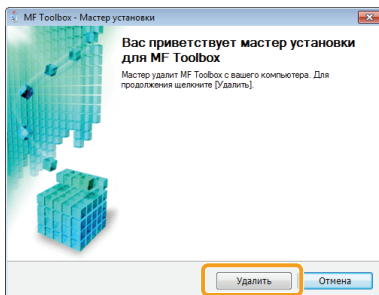 MF Toolbox - Мастер установки
Вас приветствует мастер установки
для MF Toolbox
Мастер удалит MF Toolbox с вашего компьютера. Для
продолжения щелкните [Удалить].
Удалить Отмена